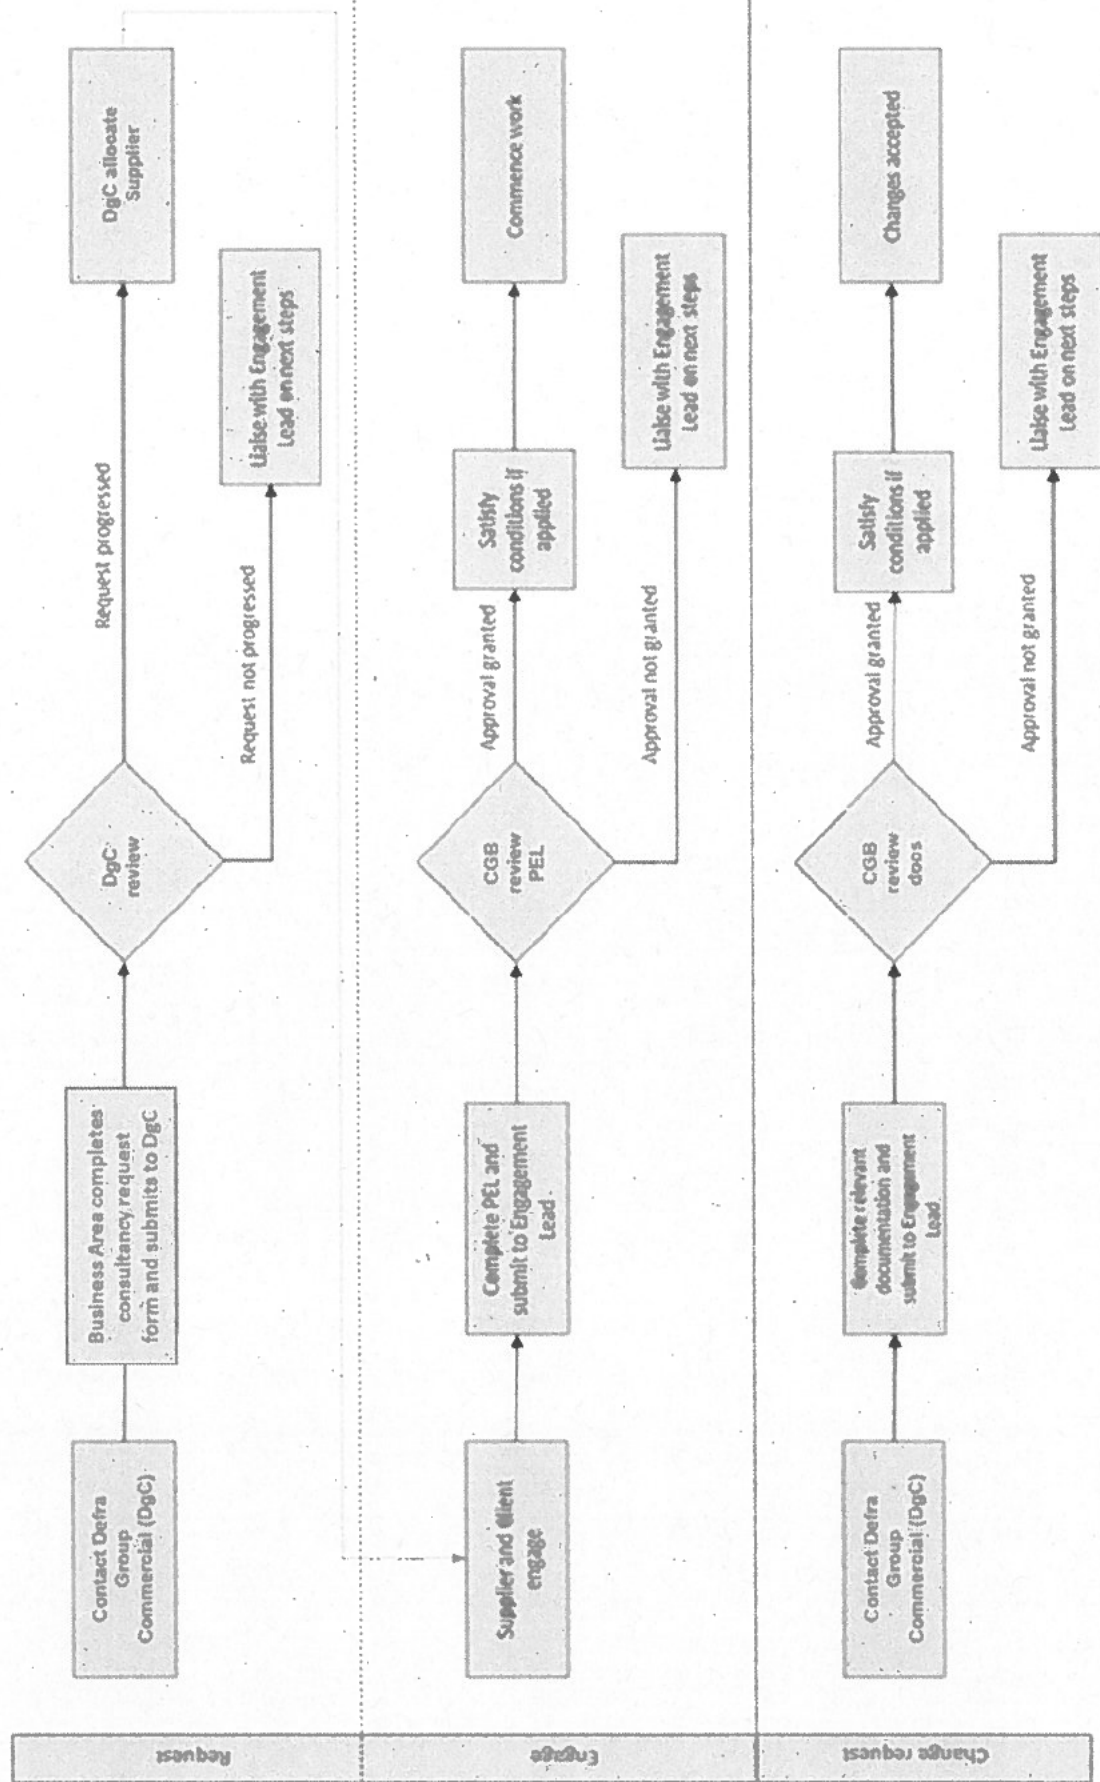 Request
Contact Defra
Group
Commercial (DgC)
Business Area completes
consultancy request
form and submits to DgC
DgC
review
Request progressed
DgC allocate
Supplier
Request not progressed
Liaise with Engagement
Lead on next steps
Engage
Supplier and Client
engage
Complete PEL and
submit to Engagement
Lead
CGB
review
PEL
Approval granted
Satisfy
conditions if
applied
Commence work
Approval not granted
Liaise with Engagement
Lead on next steps
Change request
Contact Defra
Group
Commercial (DgC)
Complete relevant
documentation and
submit to Engagement
Lead
CGB
review
docs
Approval granted
Satisfy
conditions if
applied
Changes accepted
Approval not granted
Liaise with Engagement
Lead on next steps